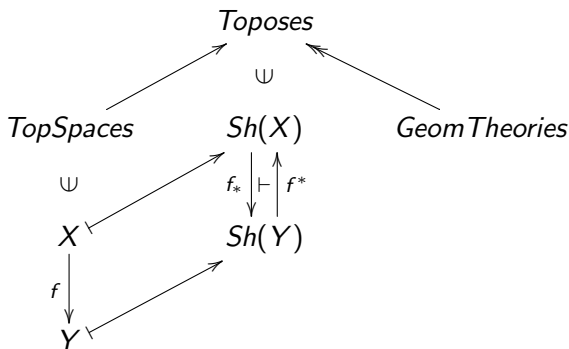 Toposes
TopSpaces Sh(X) GeomTheories
f_* ⊢ f^*
X Sh(Y)
f
Y